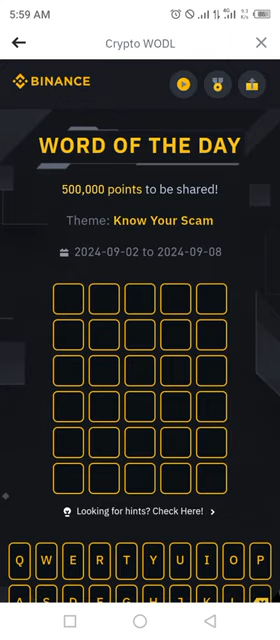 5:59 AM
4G
Crypto WODL
BINANCE
WORD OF THE DAY
500,000 points to be shared!
Theme: Know Your Scam
2024-09-02 to 2024-09-08
Looking for hints? Check Here!
Q W E R T Y U I O P
A S D F G H J K L